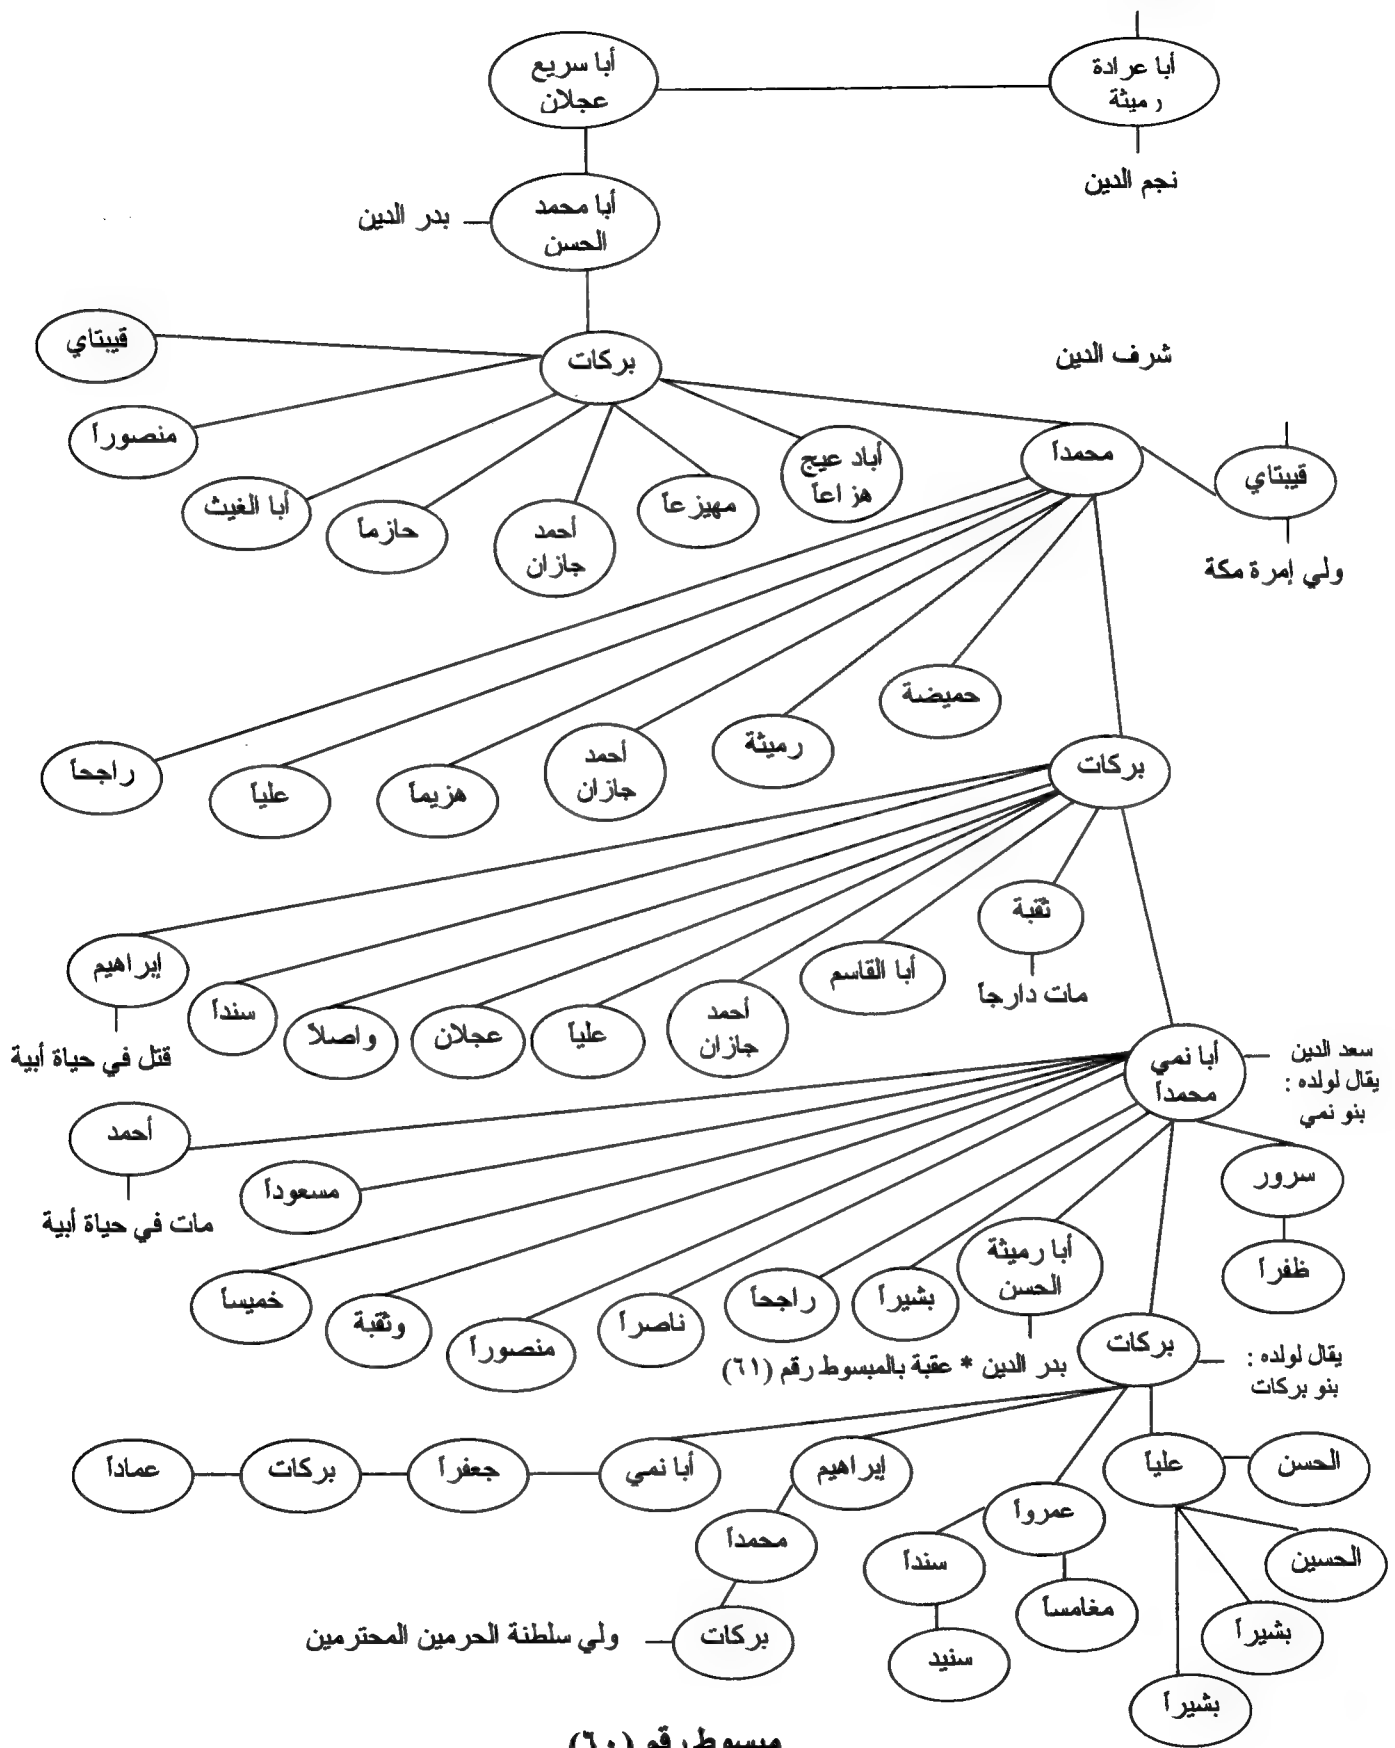 أبا عرادة
رميثة
نجم الدين
أبا سريع
عجلان
أبا محمد
الحسن
بدر الدين
بركات
شرف الدين
محمداً
قيبتاي
ولي إمرة مكة
أباد عيج
هزاعاً
مهيزعاً
أحمد
جازان
حازماً
أبا الغيث
منصوراً
قيبتاي
حميضة
رميثة
أحمد
جازان
هزيماً
علياً
راجحاً
بركات
ثقبة
مات دارجاً
أبا القاسم
أحمد
جازان
علياً
عجلان
واصلاً
سنداً
إبراهيم
قتل في حياة أبية
أبا نمي
محمداً
سعد الدين
يقال لولده :
بنو نمي
سرور
ظفراً
أبا رميثة
الحسن
بدر الدين * عقبة بالمبسوط رقم (٦١)
بشيراً
راجحاً
ناصراً
منصوراً
وثقبة
خميساً
مسعوداً
أحمد
مات في حياة أبية
بركات
يقال لولده :
بنو بركات
علياً
الحسن
الحسين
بشيراً
بشيراً
عمرواً
مغامساً
سنداً
سنيد
إبراهيم
محمداً
بركات
ولي سلطنة الحرمين المحترمين
أبا نمي
جعفراً
بركات
عماداً
مبسوط رقم (٦٠)